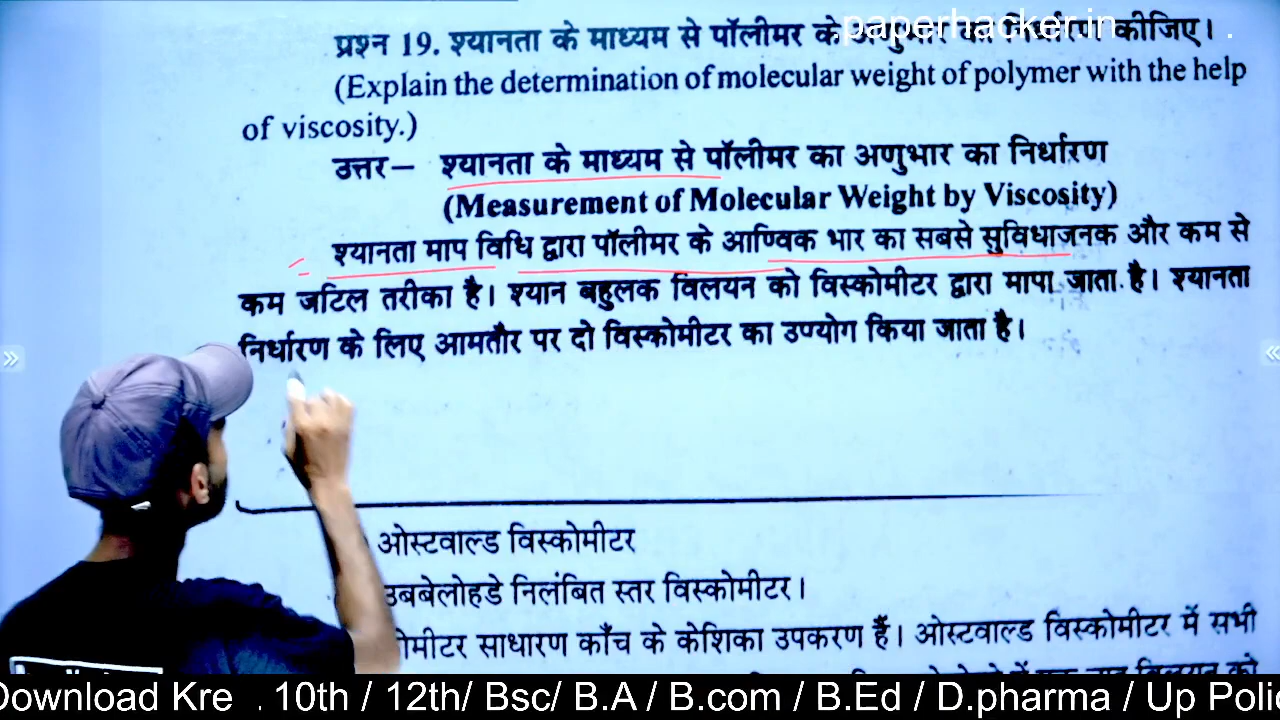 .paperhacker.in
प्रश्न 19. श्यानता के माध्यम से पॉलीमर के अणुभार का निर्धारण कीजिए।
(Explain the determination of molecular weight of polymer with the help
of viscosity.)
उत्तर– श्यानता के माध्यम से पॉलीमर का अणुभार का निर्धारण
(Measurement of Molecular Weight by Viscosity)
श्यानता माप विधि द्वारा पॉलीमर के आण्विक भार का सबसे सुविधाजनक और कम से
कम जटिल तरीका है। श्यान बहुलक विलयन को विस्कोमीटर द्वारा मापा जाता है। श्यानता
निर्धारण के लिए आमतौर पर दो विस्कोमीटर का उपयोग किया जाता है।
ओस्टवाल्ड विस्कोमीटर
उबबेलोहडे निलंबित स्तर विस्कोमीटर।
साधारण काँच के केशिका उपकरण हैं। ओस्टवाल्ड विस्कोमीटर में सभी
Download Kre . 10th / 12th/ Bsc/ B.A / B.com / B.Ed / D.pharma / Up